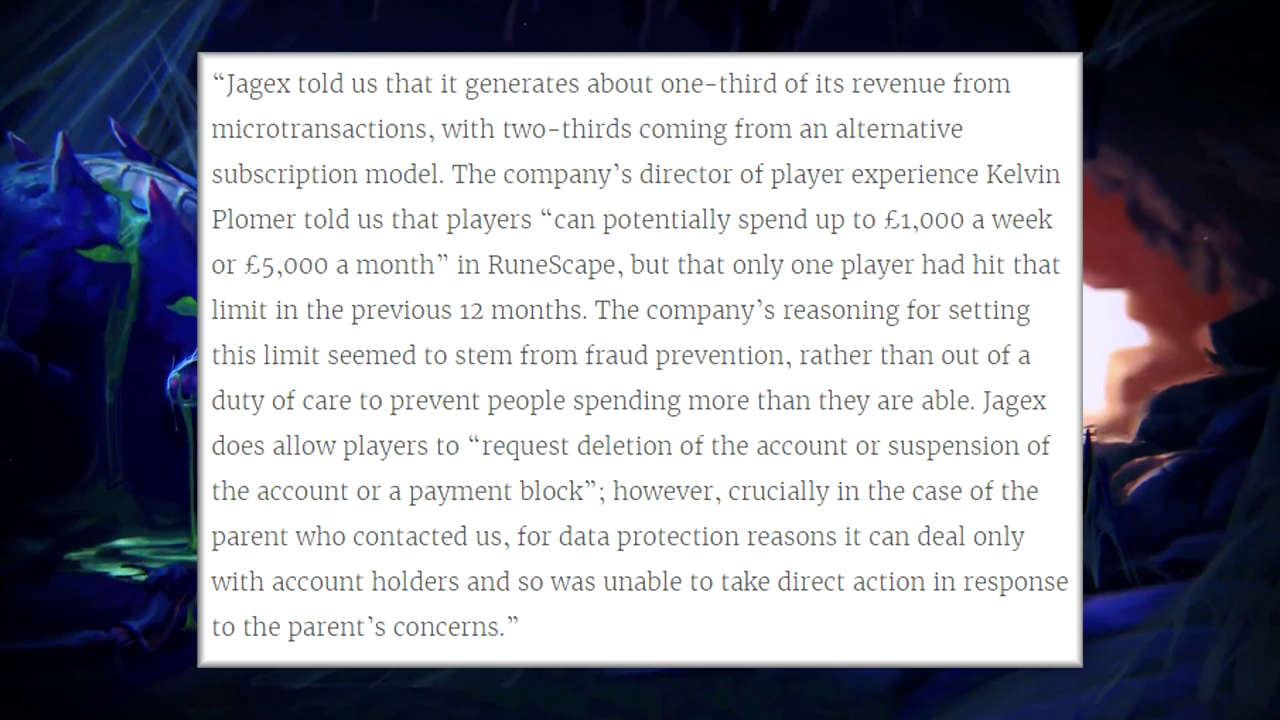 “Jagex told us that it generates about one-third of its revenue from
microtransactions, with two-thirds coming from an alternative
subscription model. The company’s director of player experience Kelvin
Plomer told us that players “can potentially spend up to £1,000 a week
or £5,000 a month” in RuneScape, but that only one player had hit that
limit in the previous 12 months. The company’s reasoning for setting
this limit seemed to stem from fraud prevention, rather than out of a
duty of care to prevent people spending more than they are able. Jagex
does allow players to “request deletion of the account or suspension of
the account or a payment block”; however, crucially in the case of the
parent who contacted us, for data protection reasons it can deal only
with account holders and so was unable to take direct action in response
to the parent’s concerns.”